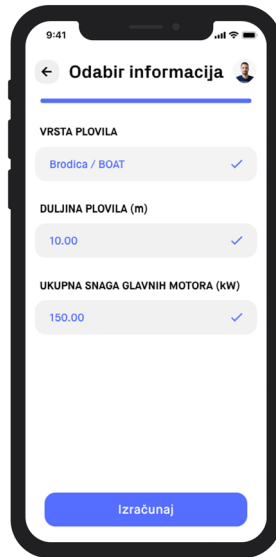 9:41
Odabir informacija
VRSTA PLOVILA
Brodica / BOAT
DULJINA PLOVILA (m)
10.00
UKUPNA SNAGA GLAVNIH MOTORA (kW)
150.00
Izračunaj